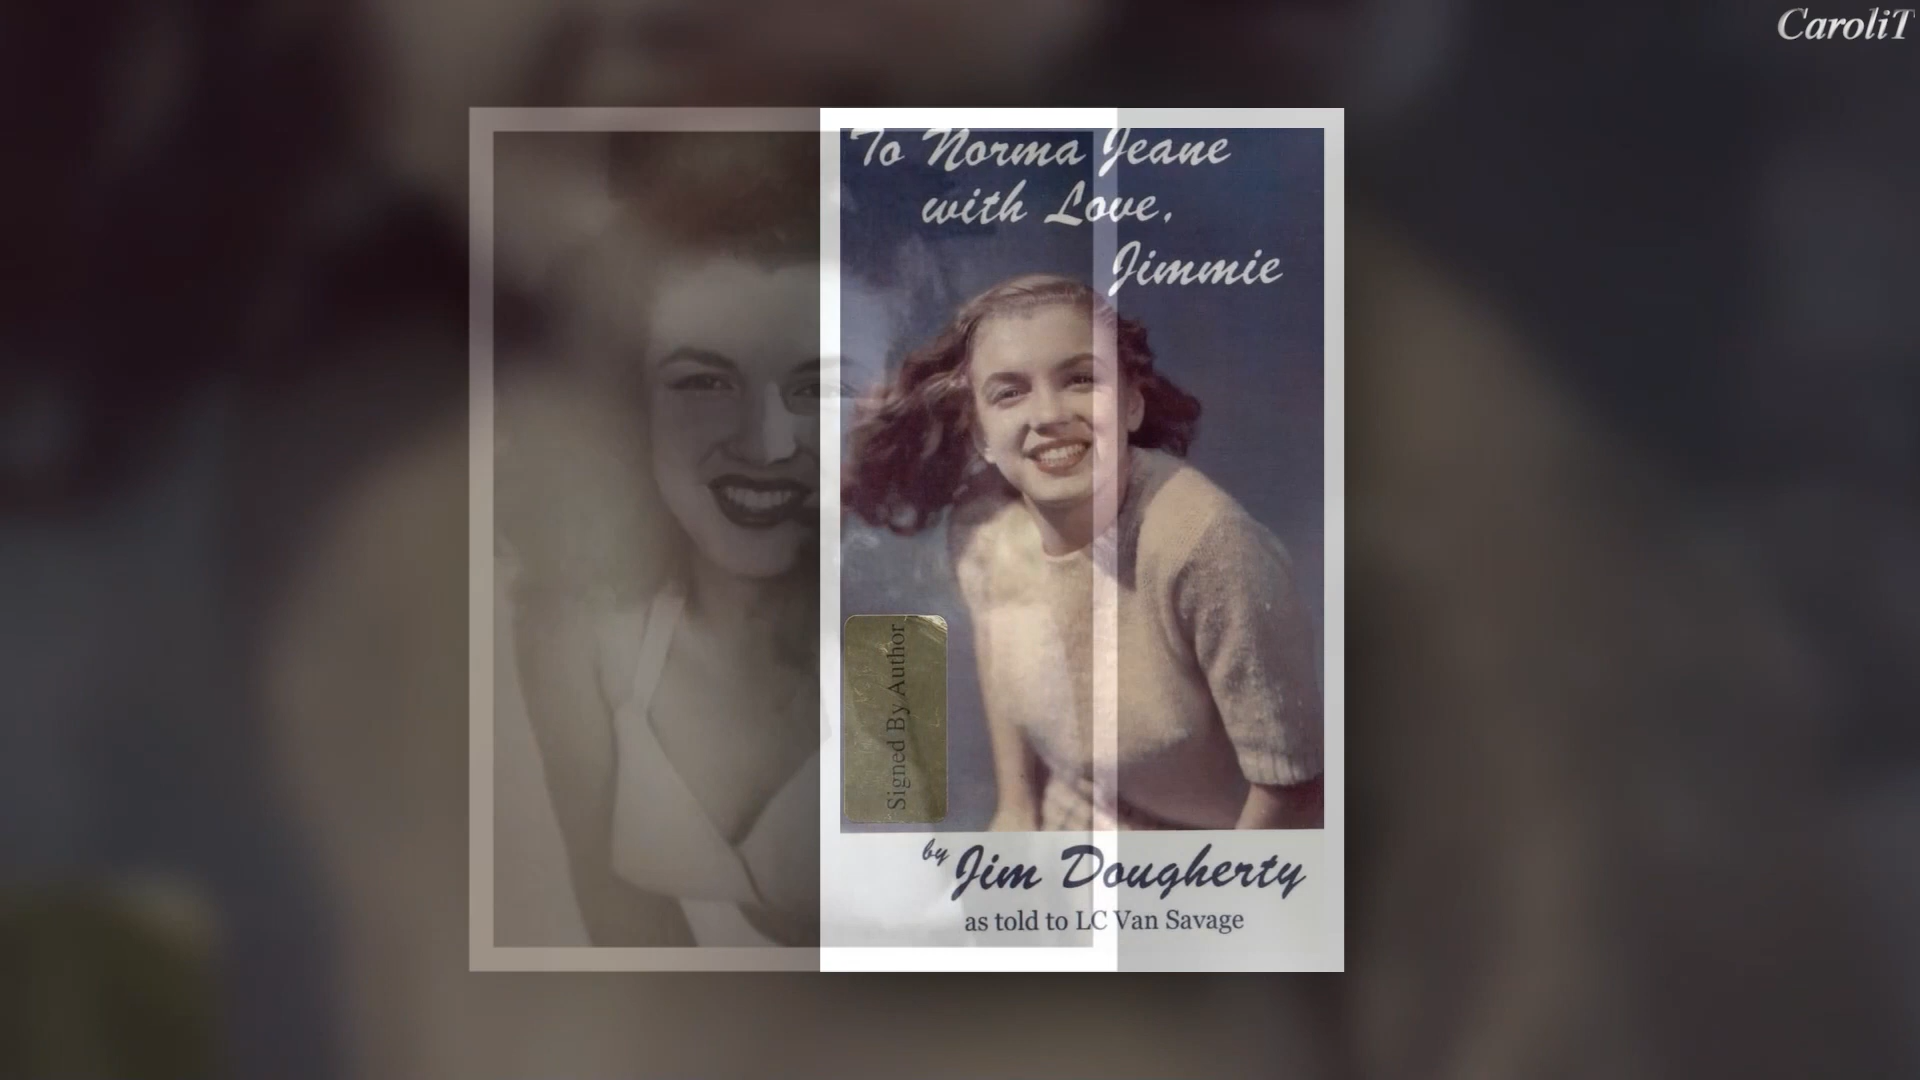 CaroliT
To Norma Jeane
with Love,
Jimmie
Signed By Author
by Jim Dougherty
as told to LC Van Savage